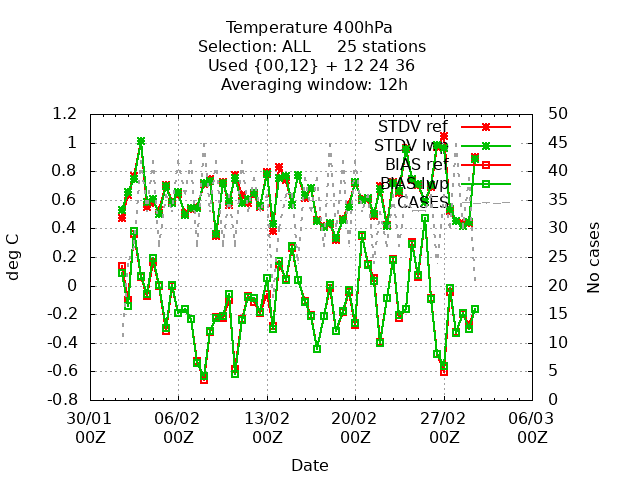 Temperature 400hPa
Selection: ALL 25 stations
Used {00,12} + 12 24 36
Averaging window: 12h
1.2
1
0.8
0.6
0.4
0.2
0
-0.2
-0.4
-0.6
-0.8
deg C
50
45
40
35
30
25
20
15
10
5
0
No cases
STDV ref
STDV lwp
BIAS ref
BIAS lwp
CASES
30/01 06/02 13/02 20/02 27/02 06/03
00Z 00Z 00Z 00Z 00Z 00Z
Date